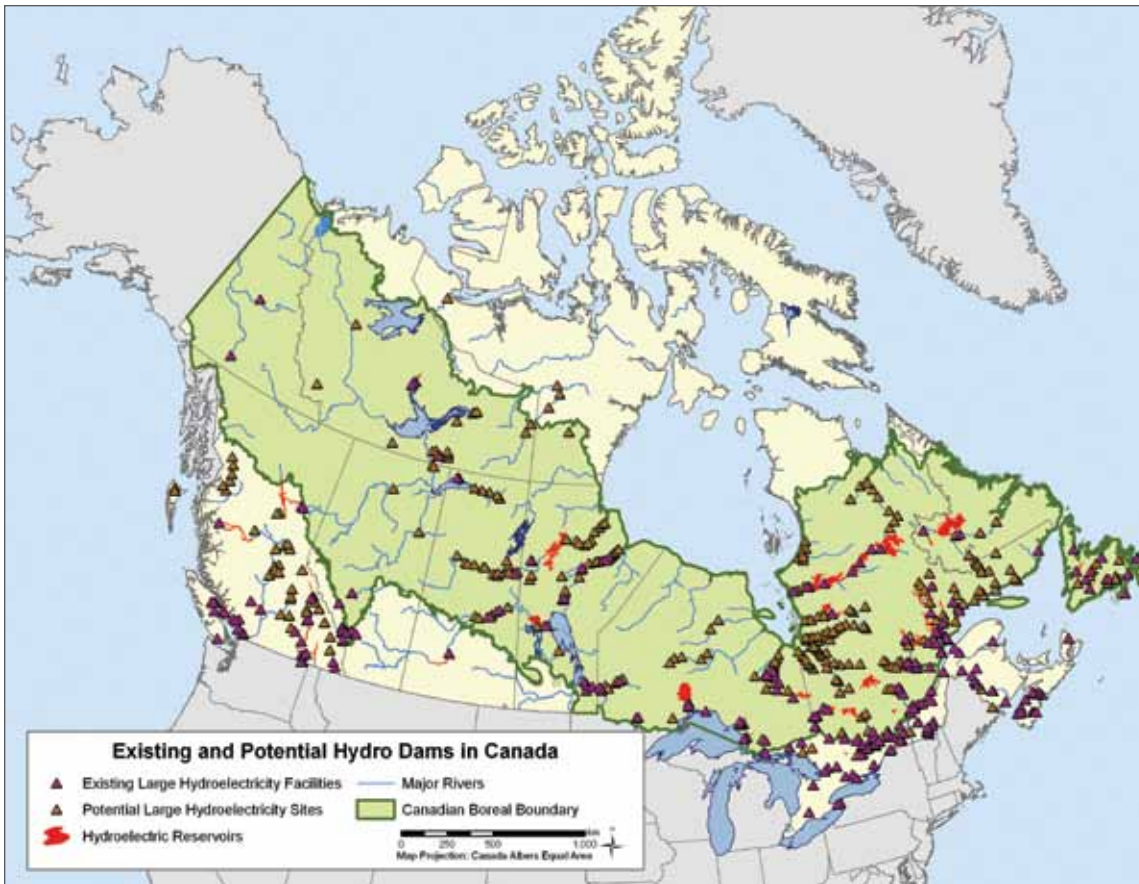 Existing and Potential Hydro Dams in Canada
Existing Large Hydroelectricity Facilities
Potential Large Hydroelectricity Sites
Hydroelectric Reservoirs
Major Rivers
Canadian Boreal Boundary
km
0 250 500 1,000
Map Projection: Canada Albers Equal Area